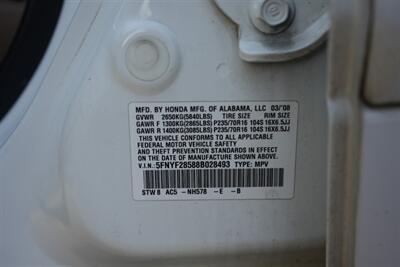 MFD. BY HONDA MFG. OF ALABAMA, LLC 03/'08
GVWR 2650KG(5840LBS) TIRE SIZE RIM SIZE
GAWR F 1300KG(2865LBS) P235/70R16 104S 16X6.5JJ
GAWR R 1400KG(3085LBS) P235/70R16 104S 16X6.5JJ
THIS VEHICLE CONFORMS TO ALL APPLICABLE
FEDERAL MOTOR VEHICLE SAFETY
AND THEFT PREVENTION STANDARDS IN EFFECT
ON THE DATE OF MANUFACTURE SHOWN ABOVE.
V.I.N.: 5FNYF28588B028493 TYPE: MPV
STW8 AC5 - NH578 - E - B